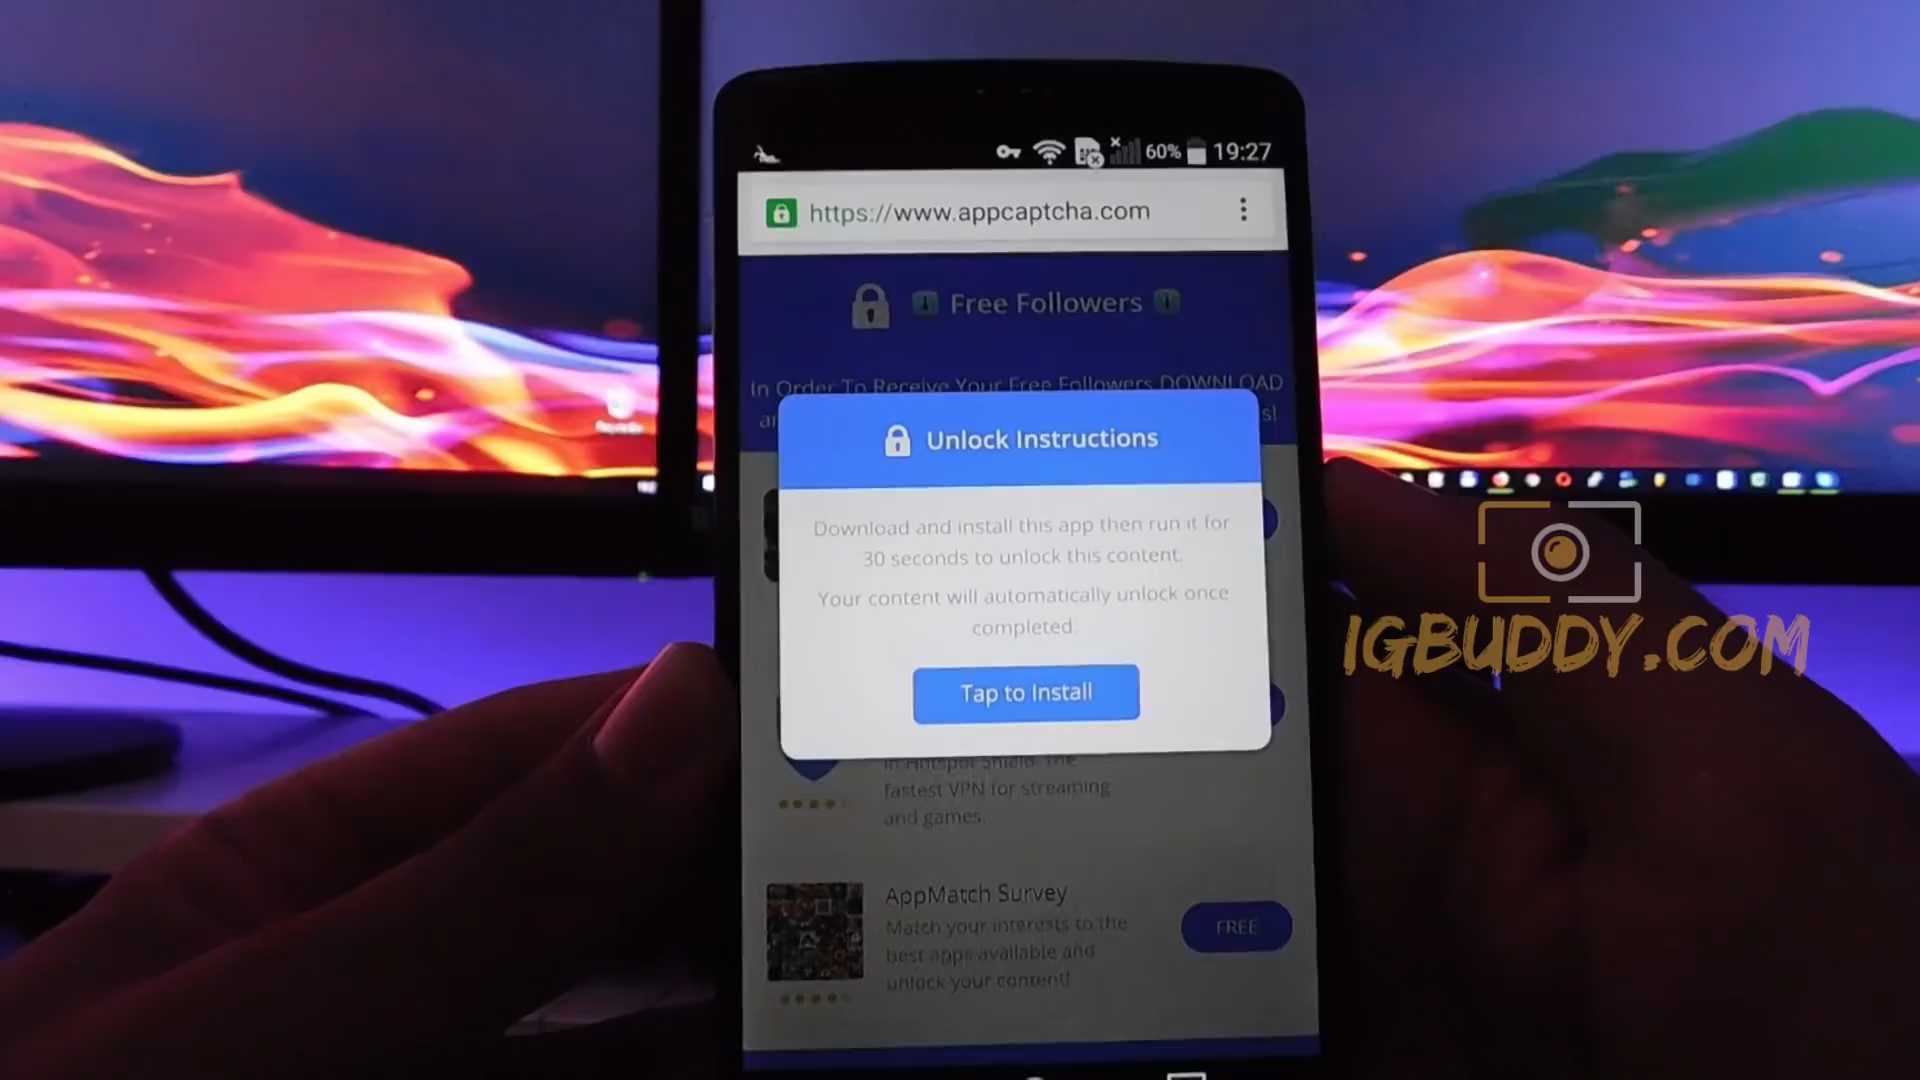 60% 19:27
https://www.appcaptcha.com
Free Followers
In Order To Receive Your Free Followers DOWNLOAD
Unlock Instructions
Download and install this app then run it for
30 seconds to unlock this content.
Your content will automatically unlock once
completed.
Tap to Install
IGBUDDY.COM
in Hotspot Shield. The
fastest VPN for streaming
and games.
AppMatch Survey
Match your interests to the
best apps available and
unlock your content!
FREE